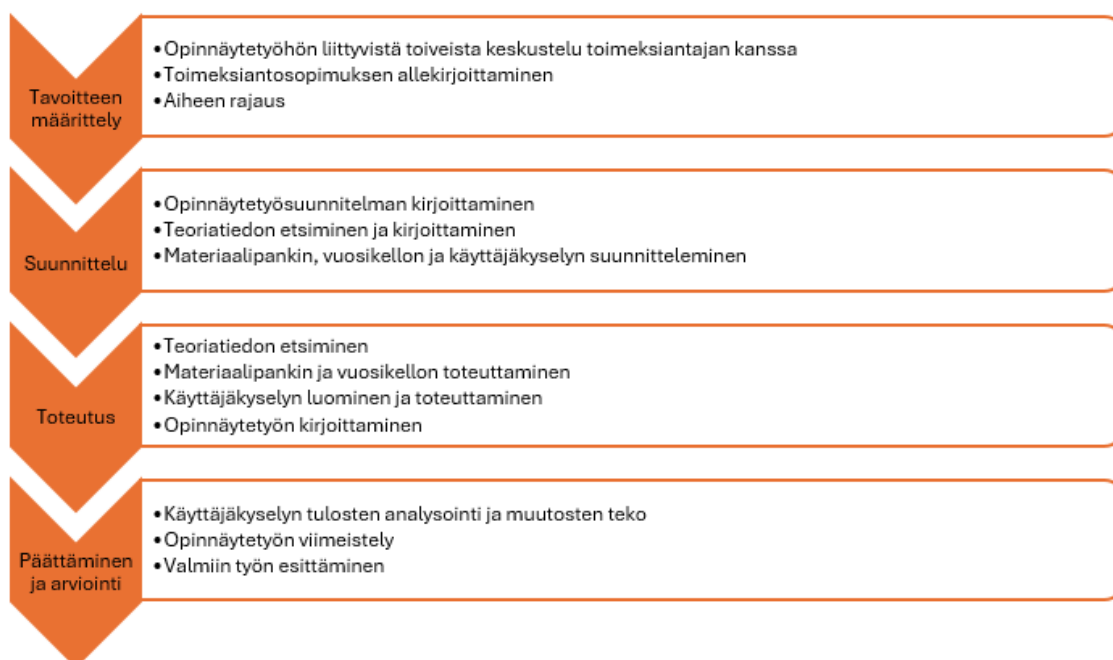 Tavoitteen
määrittely
•Opinnäytetyöhön liittyvistä toiveista keskustelu toimeksiantajan kanssa
•Toimeksiantosopimuksen allekirjoittaminen
•Aiheen rajaus
Suunnittelu
•Opinnäytetyösuunnitelman kirjoittaminen
•Teoriatiedon etsiminen ja kirjoittaminen
•Materiaalipankin, vuosikellon ja käyttäjäkyselyn suunnitteleminen
Toteutus
•Teoriatiedon etsiminen
•Materiaalipankin ja vuosikellon toteuttaminen
•Käyttäjäkyselyn luominen ja toteuttaminen
•Opinnäytetyön kirjoittaminen
Päättäminen
ja arviointi
•Käyttäjäkyselyn tulosten analysointi ja muutosten teko
•Opinnäytetyön viimeistely
•Valmiin työn esittäminen